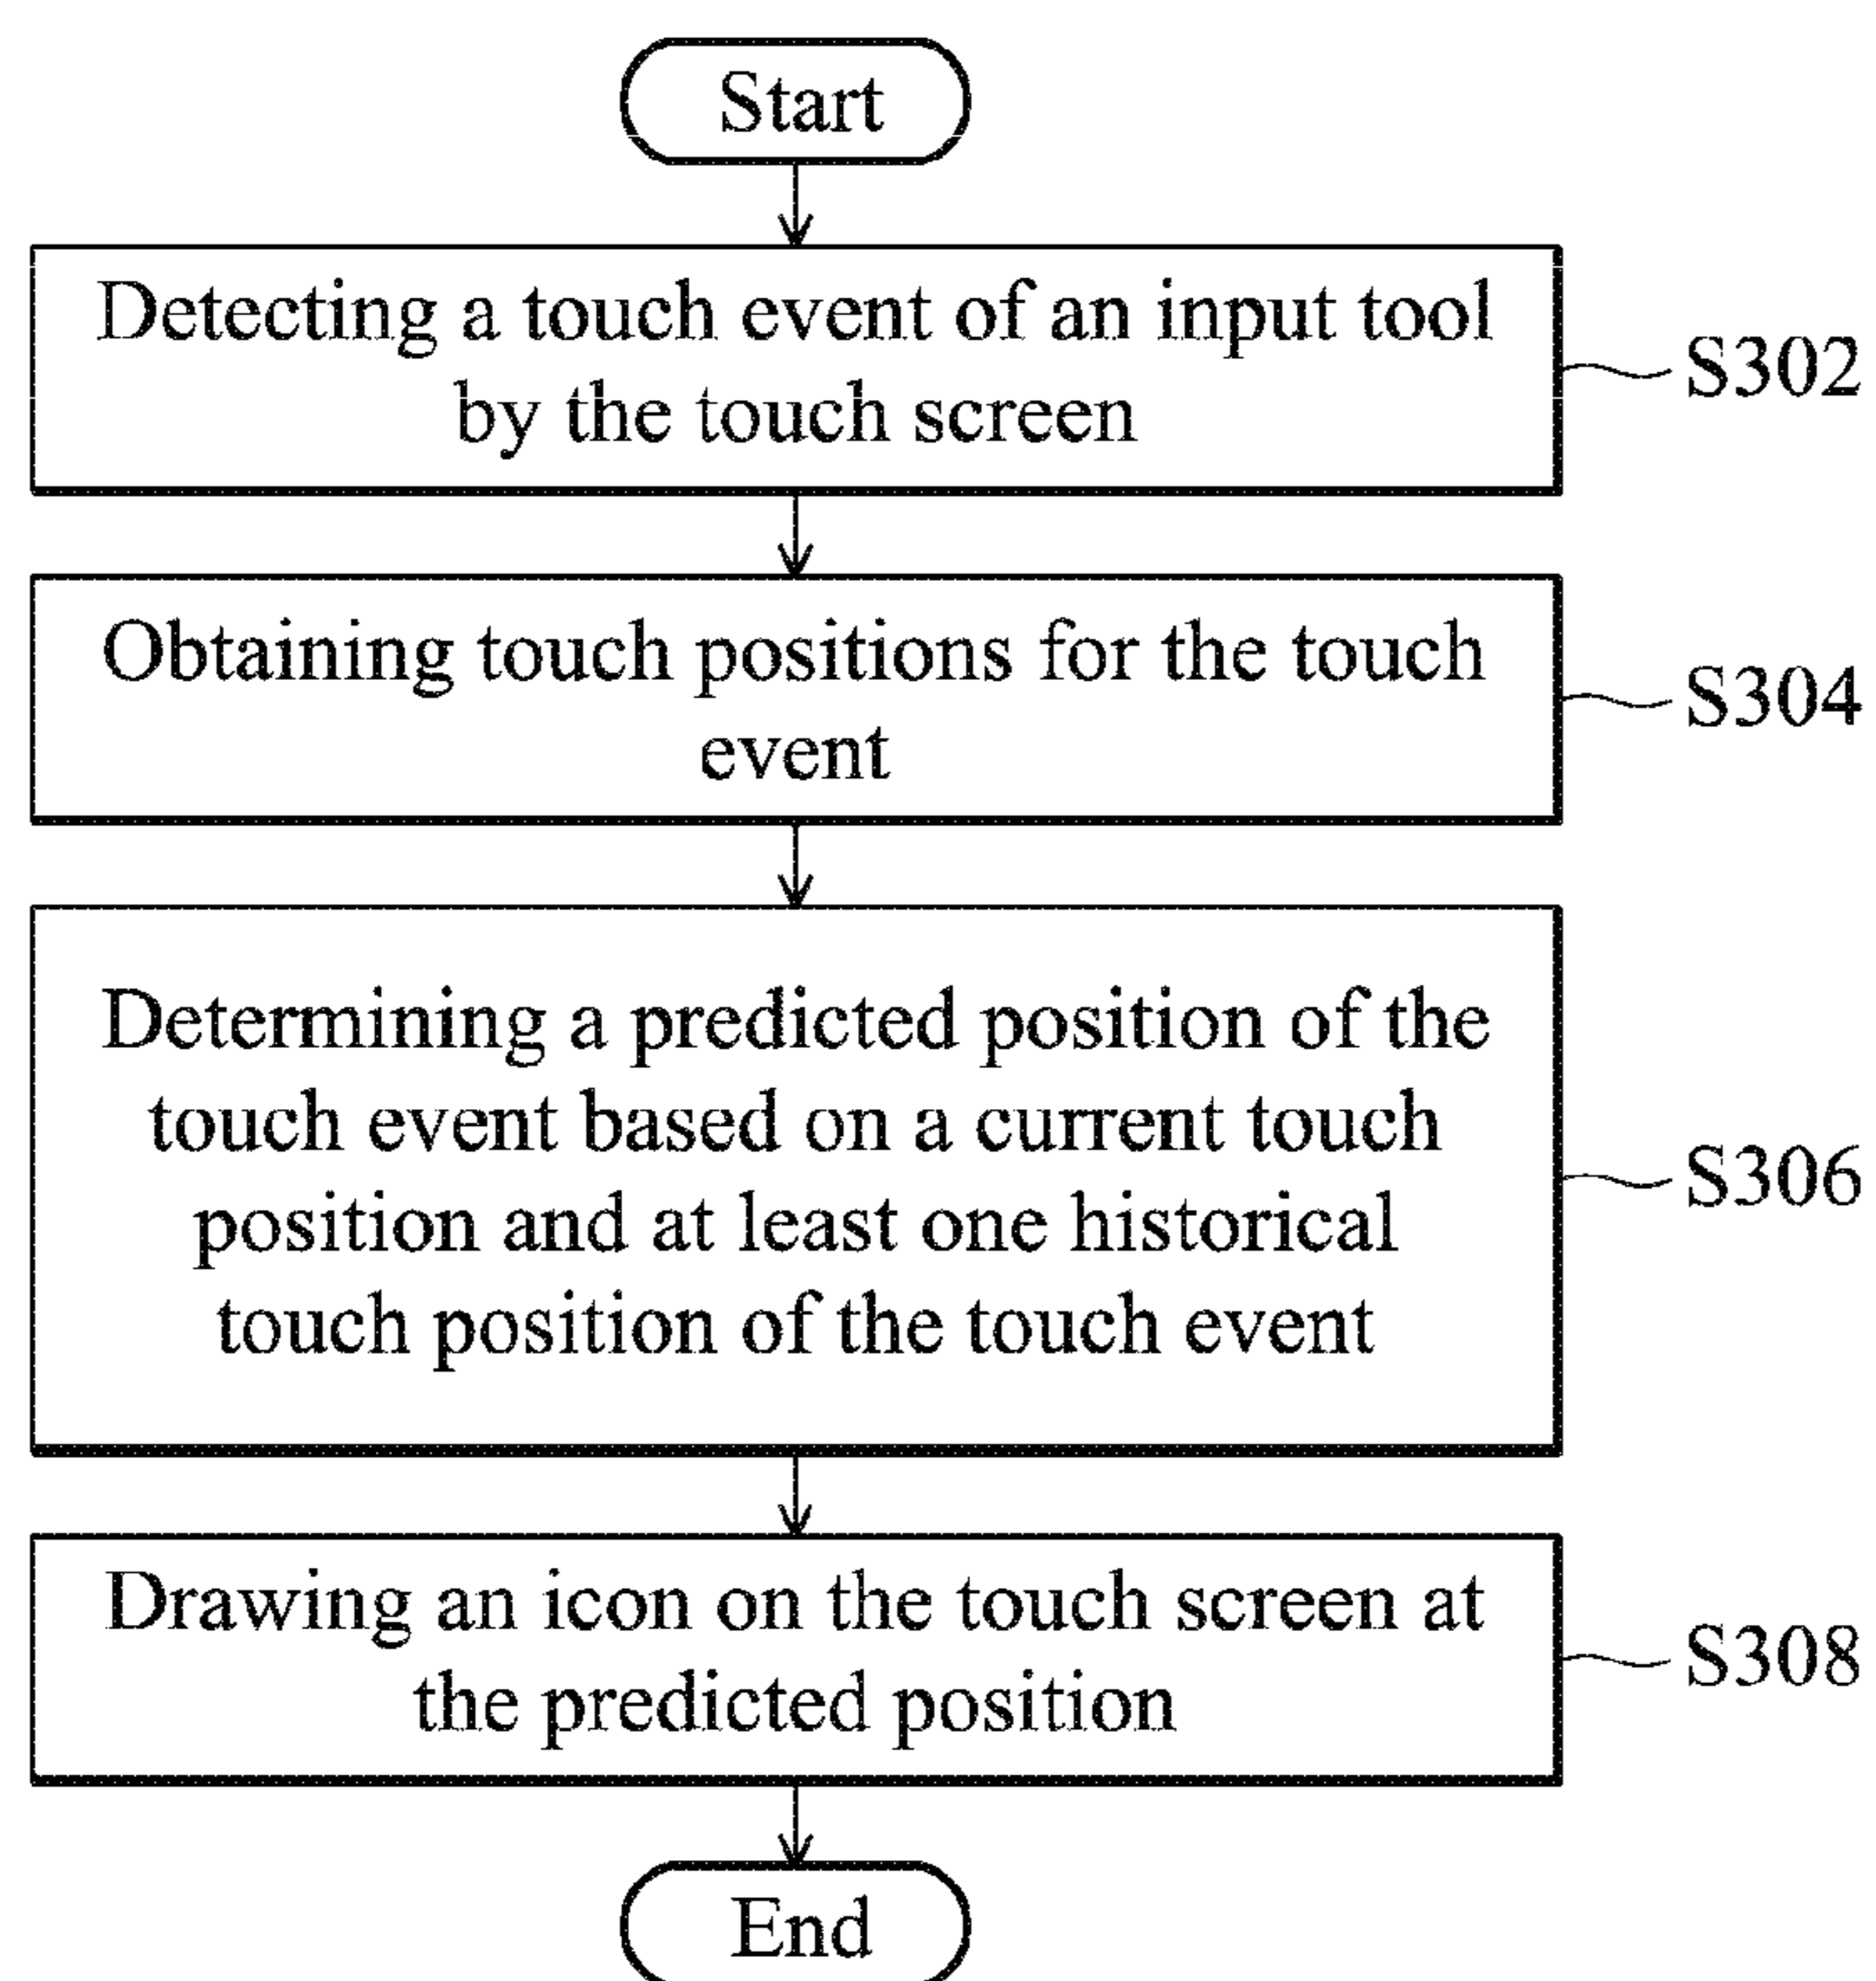 Start
Detecting a touch event of an input tool
by the touch screen
S302
Obtaining touch positions for the touch
event
S304
Determining a predicted position of the
touch event based on a current touch
position and at least one historical
touch position of the touch event
S306
Drawing an icon on the touch screen at
the predicted position
S308
End